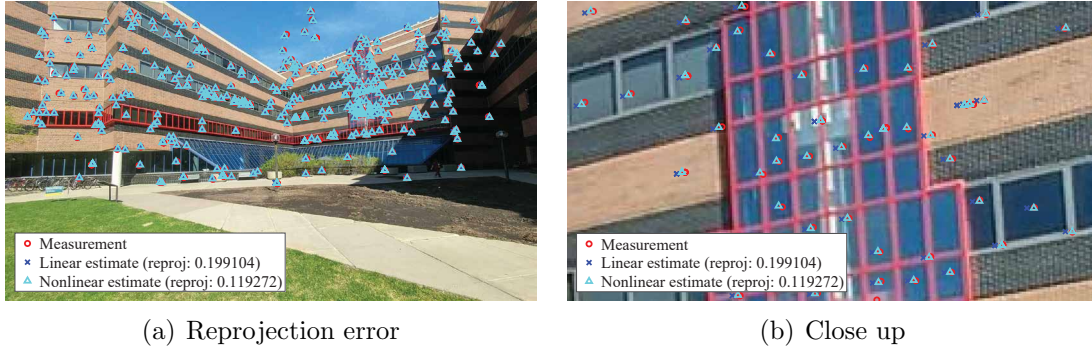 Measurement
Linear estimate (reproj: 0.199104)
Nonlinear estimate (reproj: 0.119272)
Measurement
Linear estimate (reproj: 0.199104)
Nonlinear estimate (reproj: 0.119272)
(a) Reprojection error
(b) Close up